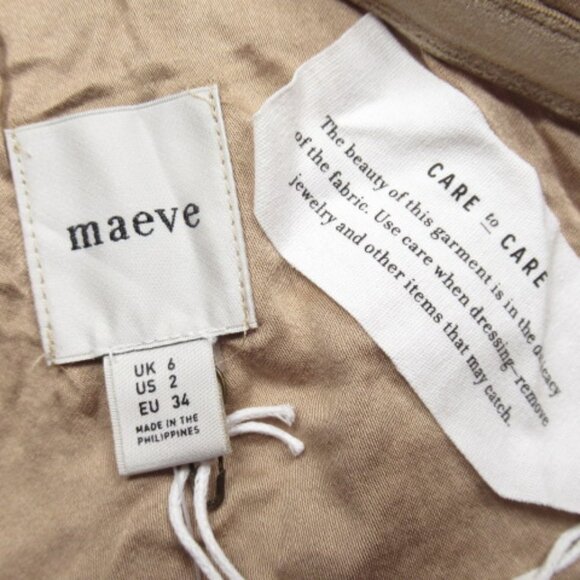 maeve
UK 6
US 2
EU 34
MADE IN THE
PHILIPPINES
CARE to CARE
The beauty of this garment is in the delicacy
of the fabric. Use care when dressing–remove
jewelry and other items that may catch.